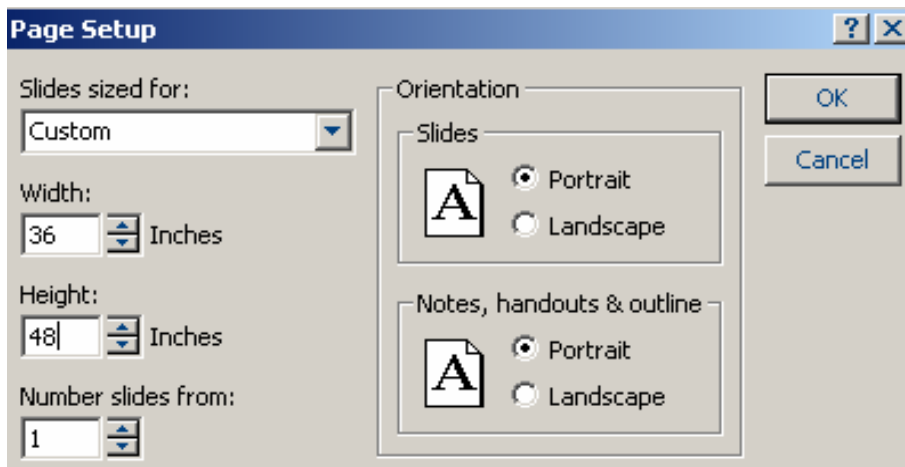 Page Setup
Slides sized for:
Custom
Width:
36 Inches
Height:
48 Inches
Number slides from:
1
Orientation
Slides
A
Portrait
Landscape
Notes, handouts & outline
A
Portrait
Landscape
OK
Cancel